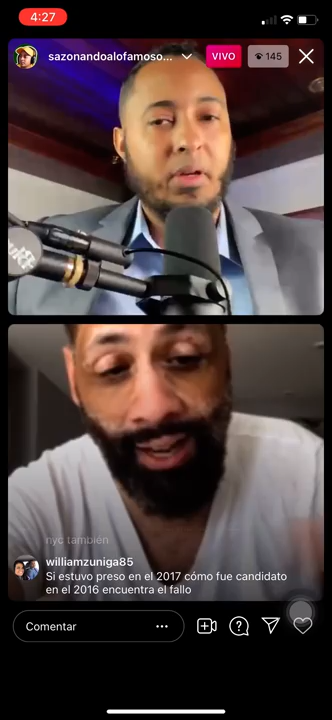 4:27
sazonandoalofamoso...
VIVO
145
nyc también
williamzuniga85
Si estuvo preso en el 2017 cómo fue candidato
en el 2016 encuentra el fallo
Comentar